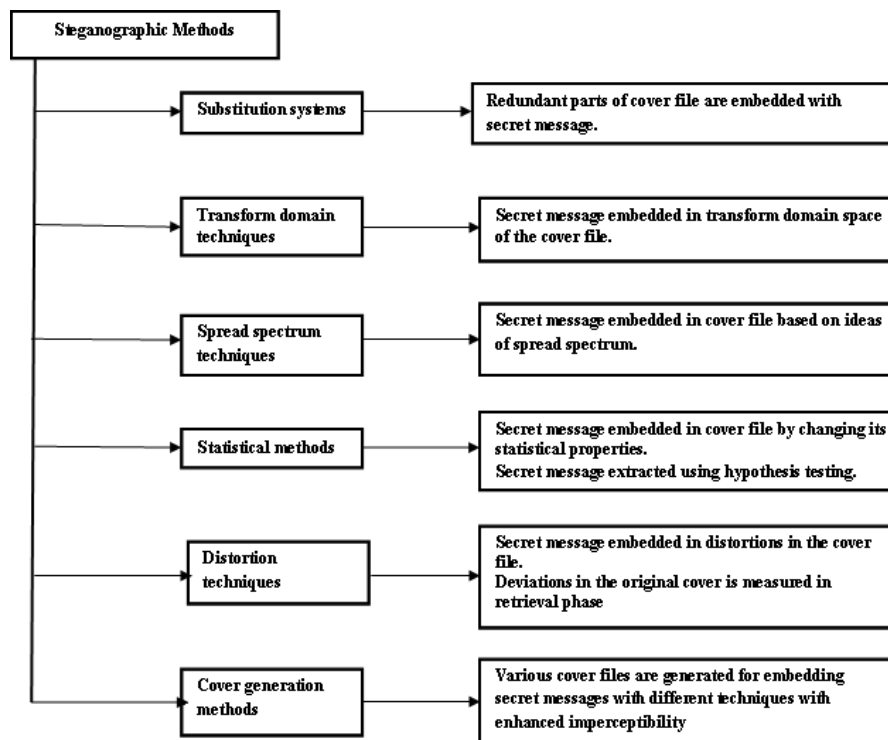 Steganographic Methods
Substitution systems
Redundant parts of cover file are embedded with
secret message.
Transform domain
techniques
Secret message embedded in transform domain space
of the cover file.
Spread spectrum
techniques
Secret message embedded in cover file based on ideas
of spread spectrum.
Statistical methods
Secret message embedded in cover file by changing its
statistical properties.
Secret message extracted using hypothesis testing.
Distortion
techniques
Secret message embedded in distortions in the cover
file.
Deviations in the original cover is measured in
retrieval phase
Cover generation
methods
Various cover files are generated for embedding
secret messages with different techniques with
enhanced imperceptibility